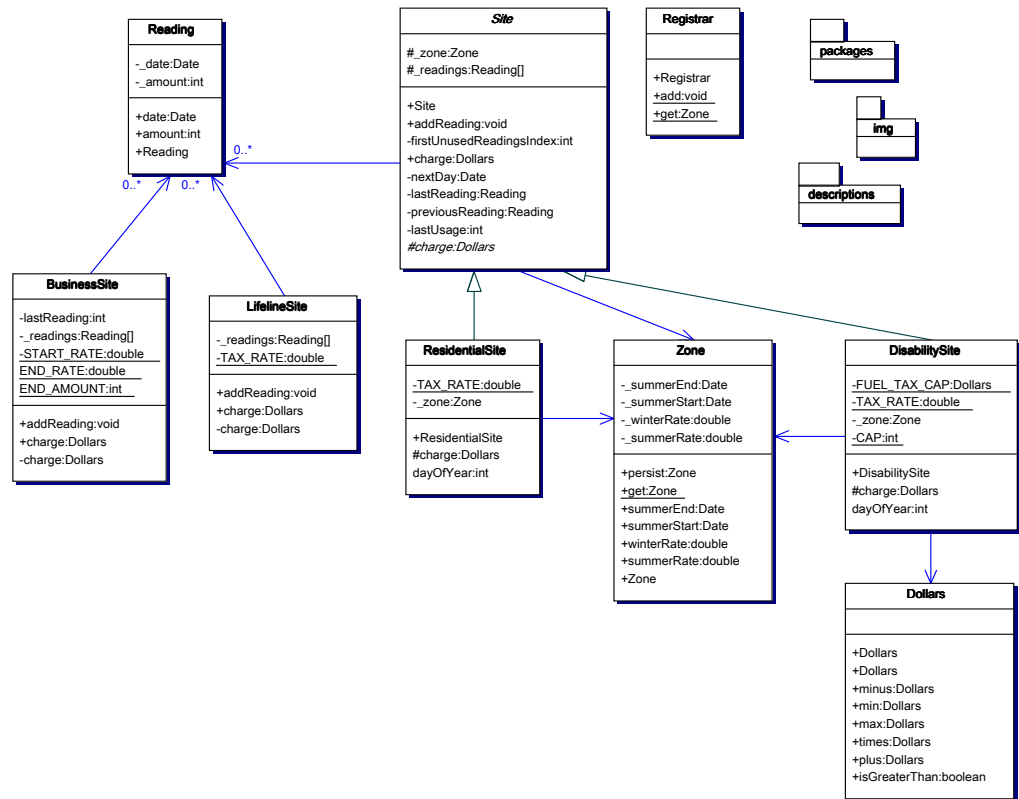 Reading
-_date:Date
-_amount:int
+date:Date
+amount:int
+Reading
Site
#_zone:Zone
#_readings:Reading[]
+Site
+addReading:void
-firstUnusedReadingsIndex:int
+charge:Dollars
-nextDay:Date
-lastReading:Reading
-previousReading:Reading
-lastUsage:int
#charge:Dollars
Registrar
+Registrar
+add:void
+get:Zone
packages
img
descriptions
0..*
0..*
0..*
BusinessSite
-lastReading:int
-_readings:Reading[]
-START_RATE:double
END_RATE:double
END_AMOUNT:int
+addReading:void
+charge:Dollars
-charge:Dollars
LifelineSite
-_readings:Reading[]
-TAX_RATE:double
+addReading:void
+charge:Dollars
-charge:Dollars
ResidentialSite
-TAX_RATE:double
-_zone:Zone
+ResidentialSite
#charge:Dollars
dayOfYear:int
Zone
-_summerEnd:Date
-_summerStart:Date
-_winterRate:double
-_summerRate:double
+persist:Zone
+get:Zone
+summerEnd:Date
+summerStart:Date
+winterRate:double
+summerRate:double
+Zone
DisabilitySite
-FUEL_TAX_CAP:Dollars
-TAX_RATE:double
-_zone:Zone
-CAP:int
+DisabilitySite
#charge:Dollars
dayOfYear:int
Dollars
+Dollars
+Dollars
+minus:Dollars
+min:Dollars
+max:Dollars
+times:Dollars
+plus:Dollars
+isGreaterThan:boolean